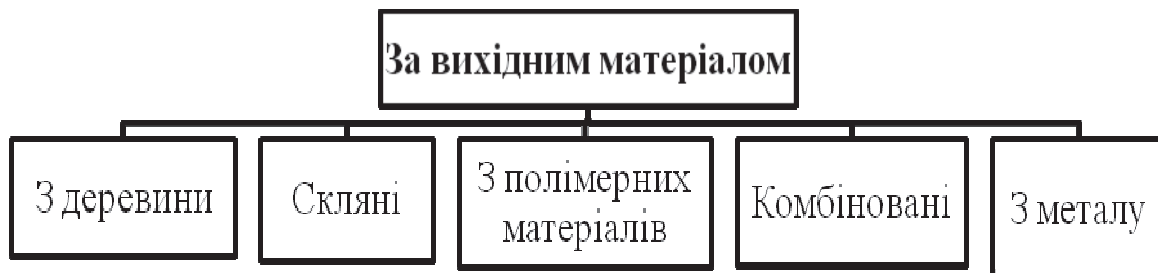 За вихідним матеріалом
З деревини
Скляні
З полімерних
матеріалів
Комбіновані
З металу